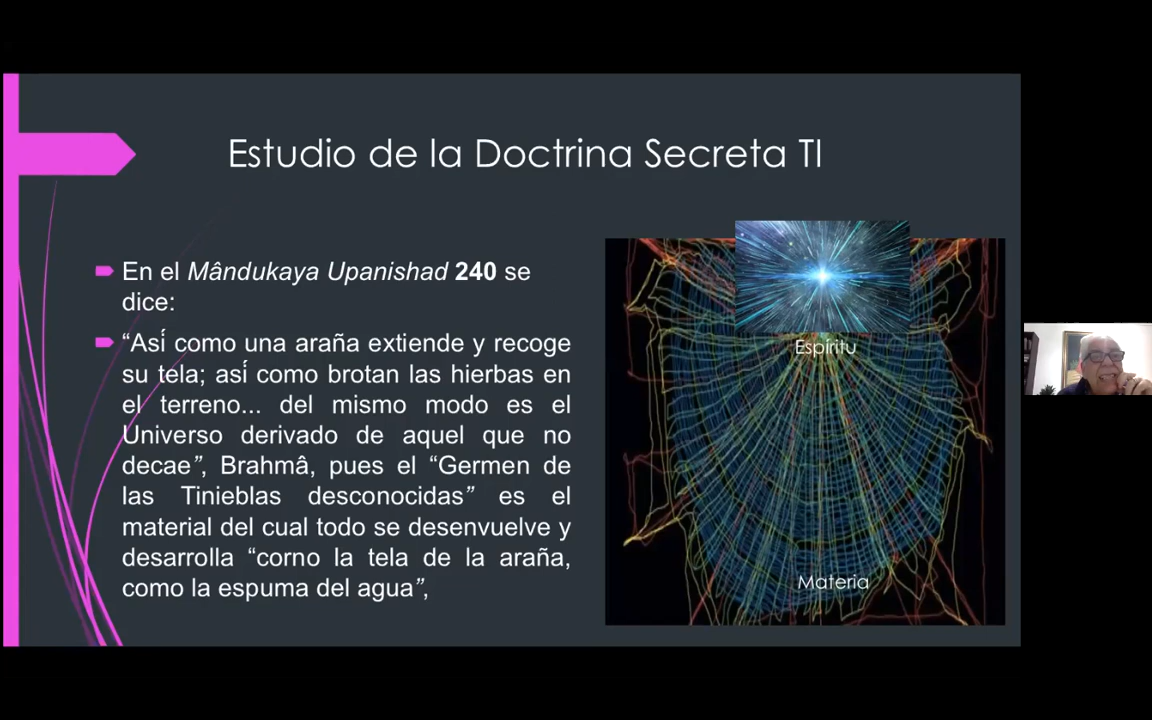 Estudio de la Doctrina Secreta TI
En el Mândukaya Upanishad 240 se
dice:
“Así como una araña extiende y recoge
su tela; así como brotan las hierbas en
el terreno... del mismo modo es el
Universo derivado de aquel que no
decae”, Brahmâ, pues el “Germen de
las Tinieblas desconocidas” es el
material del cual todo se desenvuelve y
desarrolla “corno la tela de la araña,
como la espuma del agua”,
Espíritu
Materia